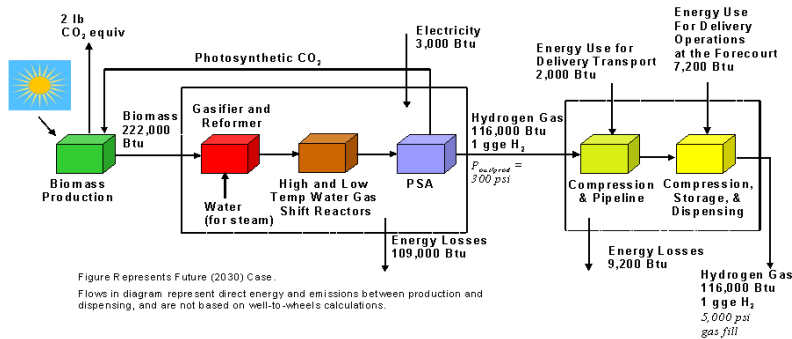 2 lb
CO2 equiv
Photosynthetic CO2
Electricity
3,000 Btu
Energy Use for
Delivery Transport
2,000 Btu
Energy Use
For Delivery
Operations
at the Forecourt
7,200 Btu
Biomass
222,000
Btu
Gasifier and
Reformer
Hydrogen Gas
116,000 Btu
1 gge H2
Pout/prod =
300 psi
Biomass
Production
Water
(for steam)
High and Low
Temp Water Gas
Shift Reactors
PSA
Compression
& Pipeline
Compression,
Storage, &
Dispensing
Energy Losses
109,000 Btu
Energy Losses
9,200 Btu
Hydrogen Gas
116,000 Btu
1 gge H2
5,000 psi
gas fill
Figure Represents Future (2030) Case.
Flows in diagram represent direct energy and emissions between production and
dispensing, and are not based on well-to-wheels calculations.